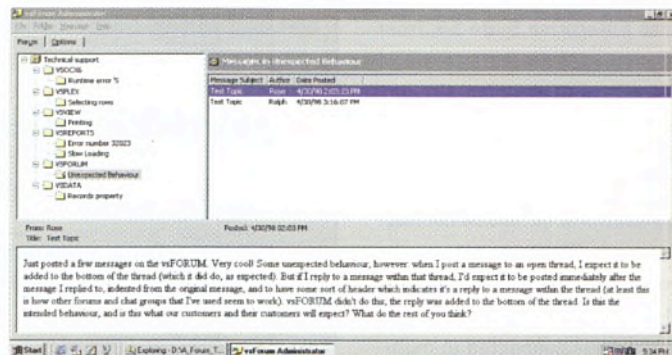 vsForum Administrator
File Folder Message Help
Forum Options
Technical support
VSOCX6
Runtime error '5
VSFLEX
Selecting rows
VSVIEW
Printing
VSREPORTS
Error number 32023
Slow Loading
VSFORUM
Unexpected Behaviour
VSDATA
Records property
Messages in Unexpected Behaviour
Message Subject Author Date Posted
Test Topic Rose 4/30/98 2:03:23 PM
Test Topic Ralph 4/30/98 3:16:07 PM
From: Rose Posted: 4/30/98 02:03 PM
Title: Test Topic
Just posted a few messages on the vsFORUM. Very cool! Some unexpected behaviour, however: when I post a message to an open thread, I expect it to be
added to the bottom of the thread (which it did do, as expected). But if I reply to a message within that thread, I'd expect it to be posted immediately after the
message I replied to, indented from the original message, and to have some sort of header which indicates it's a reply to a message within the thread (at least this
is how other forums and chat groups that I've used seem to work). vsFORUM didn't do this, the reply was added to the bottom of the thread. Is this the
intended behaviour, and is this what our customers and their customers will expect? What do the rest of you think?
Start Exploring - D:\A_Forum_T... vsForum Administrator 9:34 PM